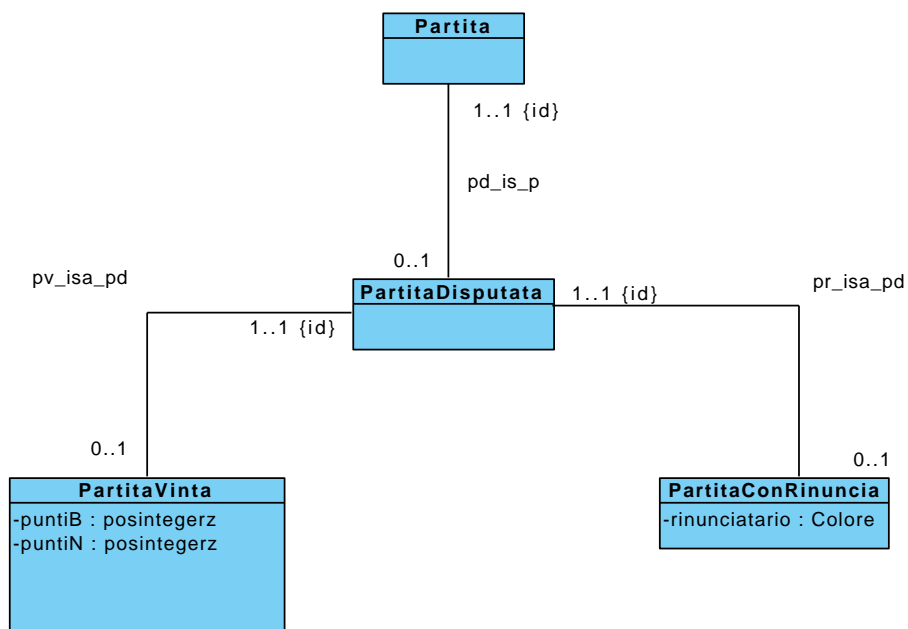 Partita
1..1 {id}
pd_is_p
0..1
pv_isa_pd
pr_isa_pd
PartitaDisputata
1..1 {id}
1..1 {id}
0..1
0..1
PartitaVinta
-puntiB : posintegerz
-puntiN : posintegerz
PartitaConRinuncia
-rinunciatario : Colore